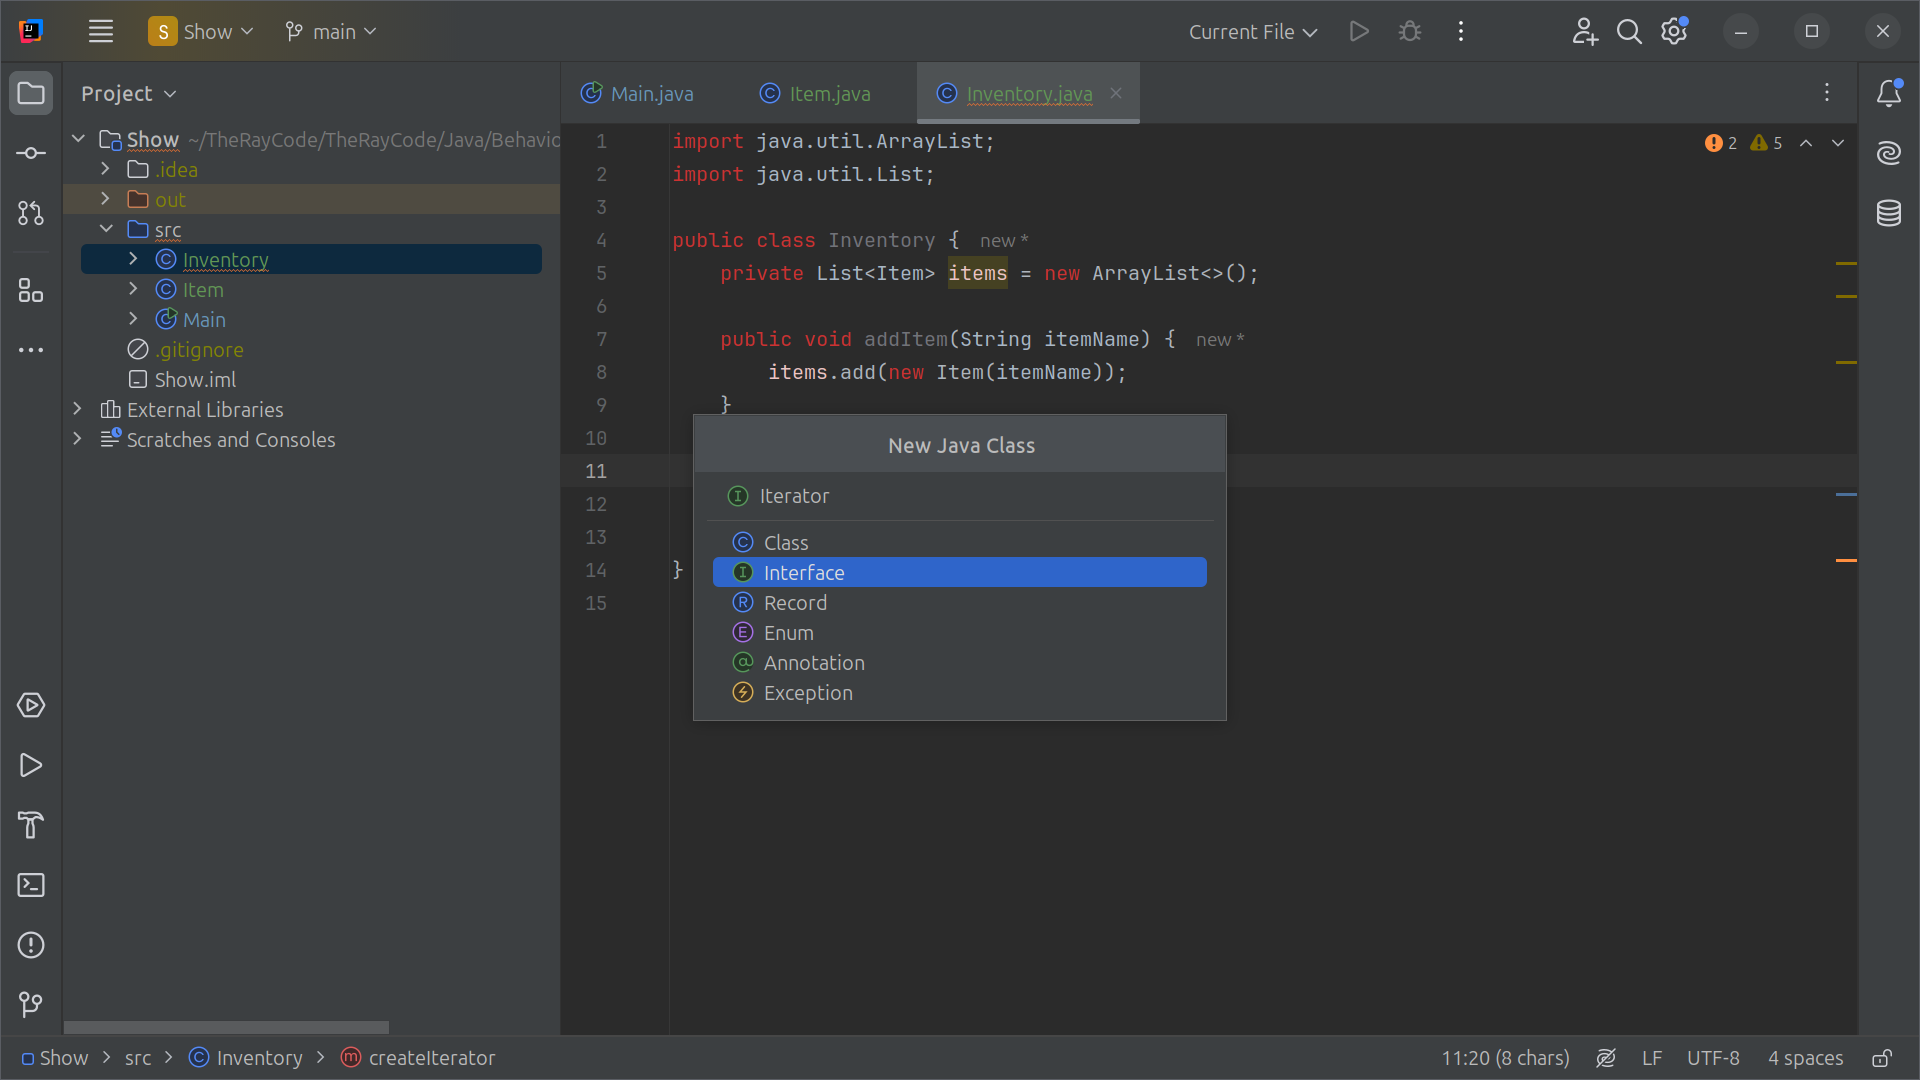 S Show main Current File
Project
Main.java Item.java Inventory.java
Show ~/TheRayCode/TheRayCode/Java/Behavio
.idea
out
src
Inventory
Item
Main
.gitignore
Show.iml
External Libraries
Scratches and Consoles
2 5
1 import java.util.ArrayList;
2 import java.util.List;
3
4 public class Inventory { new *
5 private List<Item> items = new ArrayList<>();
6
7 public void addItem(String itemName) { new *
8 items.add(new Item(itemName));
9 }
10
11
12
13
14 }
15
New Java Class
I Iterator
C Class
I Interface
R Record
E Enum
@ Annotation
Exception
Show > src > C Inventory > m createIterator
11:20 (8 chars) LF UTF-8 4 spaces